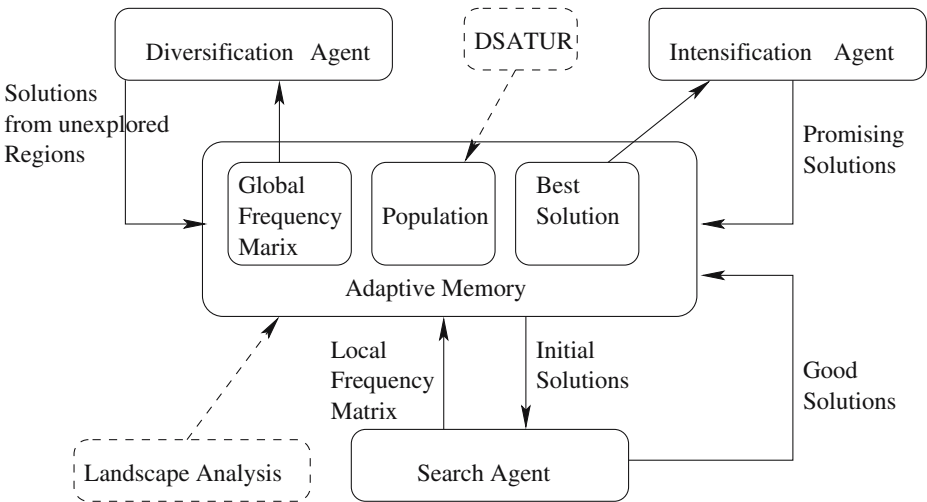 Diversification Agent
DSATUR
Intensification Agent
Solutions
from unexplored
Regions
Promising
Solutions
Global
Frequency
Marix
Population
Best
Solution
Adaptive Memory
Local
Frequency
Matrix
Initial
Solutions
Good
Solutions
Landscape Analysis
Search Agent